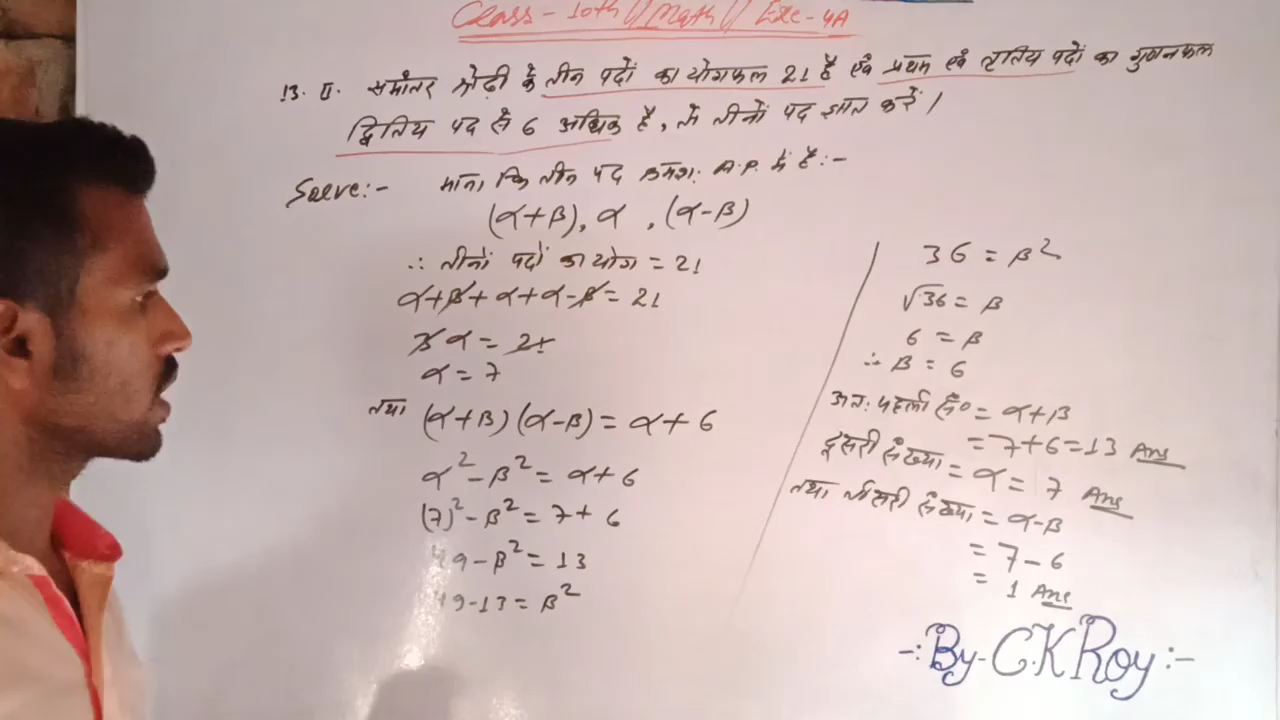 Class - 10th // Math // Exe - 4A
13. II. समांतर श्रेढ़ी के तीन पदों का योगफल 21 है एवं प्रथम एवं तृतिय पदों का गुणनफल
द्वितिय पद से 6 अधिक है, तो तीनों पद ज्ञात करें।
Solve:- माना कि तीन पद क्रमश: A.P. में है:-
(α+β), α , (α-β)
∴ तीनों पदों का योग = 21
α+β+α+α-β = 21
3α = 21
α = 7
तथा (α+β)(α-β) = α+6
α² - β² = α+6
(7)² - β² = 7+6
49 - β² = 13
49-13 = β²
36 = β²
√36 = β
6 = β
∴ β = 6
अत: पहली सं० = α+β
= 7+6 = 13 Ans
दूसरी संख्या = α = 7 Ans
तथा तीसरी संख्या = α-β
= 7-6
= 1 Ans
-: By- C.K Roy :-